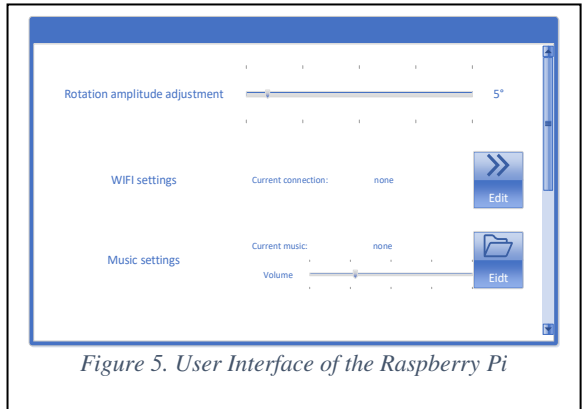 Rotation amplitude adjustment 5°
WIFI settings Current connection: none
Edit
Current music: none
Music settings
Volume
Eidt
Figure 5. User Interface of the Raspberry Pi